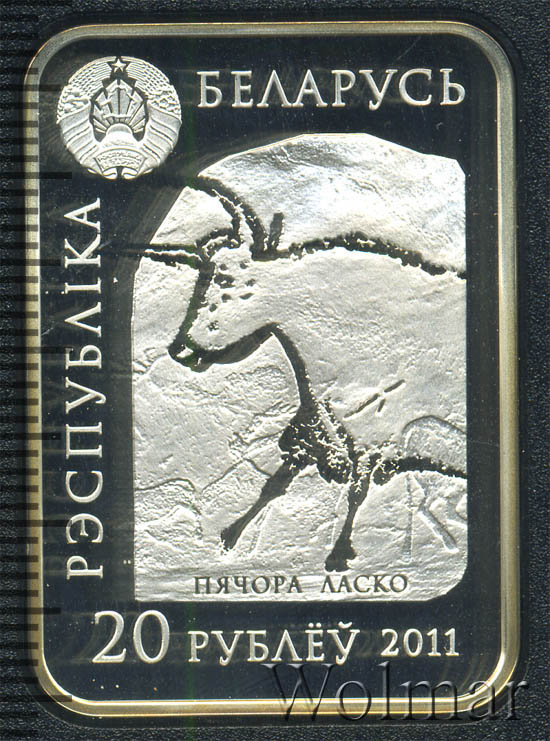 БЕЛАРУСЬ
РЭСПУБЛІКА
ПЯЧОРА ЛАСКО
20 РУБЛЁЎ 2011
Wolmar